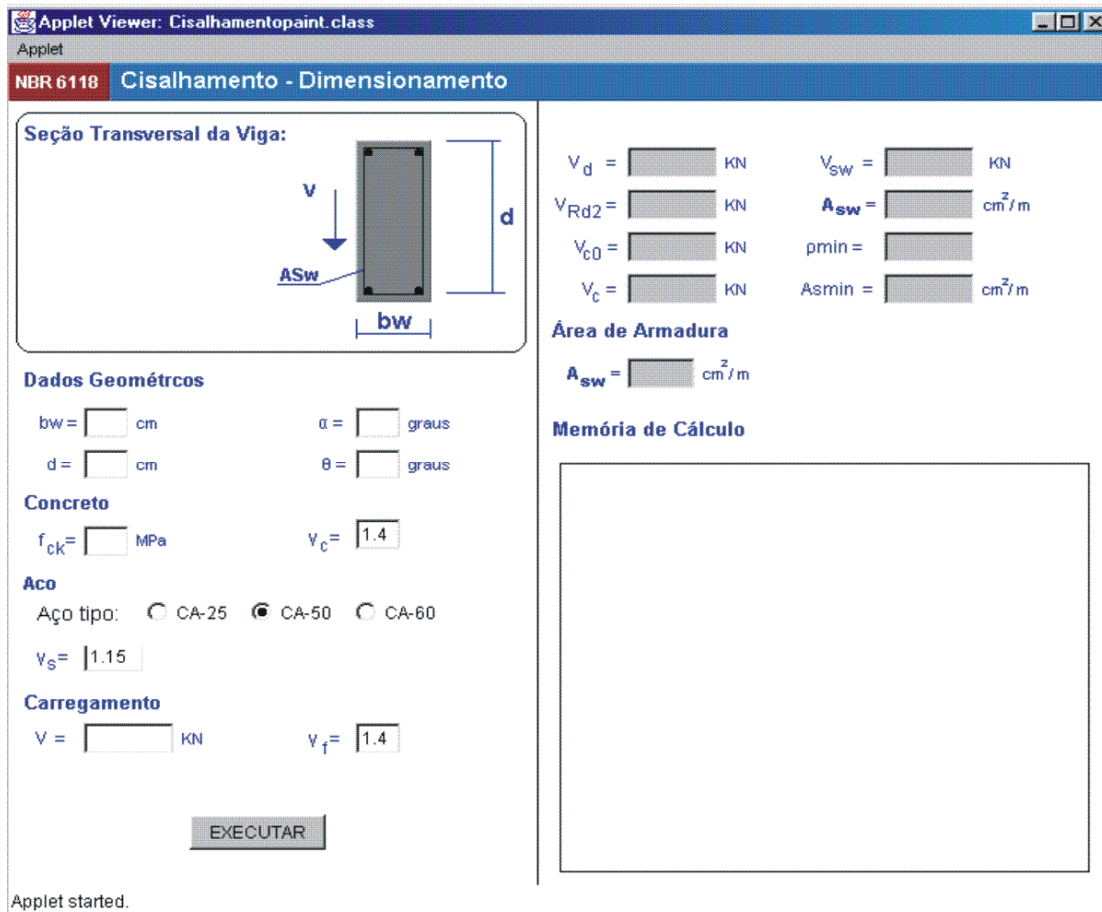 Applet Viewer: Cisalhamentopaint.class
Applet
NBR 6118 Cisalhamento - Dimensionamento
Seção Transversal da Viga:
V
d
ASw
bw
Dados Geométrcos
bw = cm α = graus
d = cm θ = graus
Concreto
fck= MPa γc= 1.4
Aco
Aço tipo: CA-25 CA-50 CA-60
γs= 1.15
Carregamento
V = KN γf= 1.4
EXECUTAR
Vd = KN Vsw = KN
VRd2 = KN Asw = cm²/m
Vc0 = KN ρmin =
Vc = KN Asmin = cm²/m
Área de Armadura
Asw = cm²/m
Memória de Cálculo
Applet started.